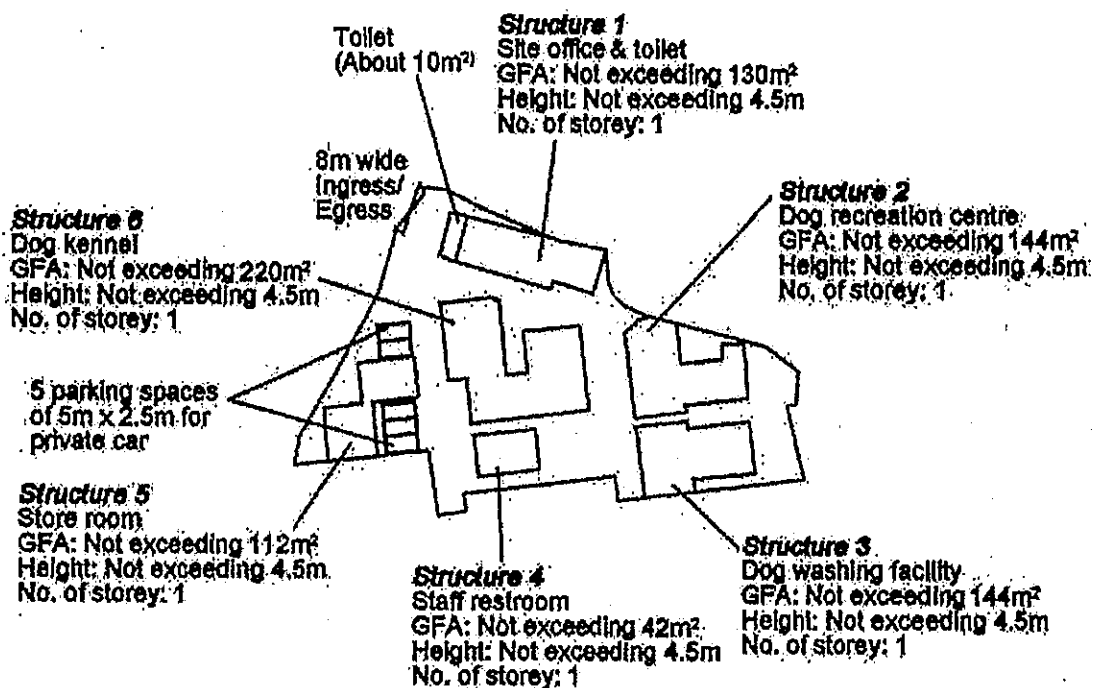 Toilet
(About 10m²)
Structure 1
Site office & toilet
GFA: Not exceeding 130m²
Height: Not exceeding 4.5m
No. of storey: 1
8m wide
Ingress/
Egress
Structure 2
Dog recreation centre
GFA: Not exceeding 144m²
Height: Not exceeding 4.5m
No. of storey: 1
Structure 6
Dog kennel
GFA: Not exceeding 220m²
Height: Not exceeding 4.5m
No. of storey: 1
5 parking spaces
of 5m x 2.5m for
private car
Structure 5
Store room
GFA: Not exceeding 112m²
Height: Not exceeding 4.5m
No. of storey: 1
Structure 4
Staff restroom
GFA: Not exceeding 42m²
Height: Not exceeding 4.5m
No. of storey: 1
Structure 3
Dog washing facility
GFA: Not exceeding 144m²
Height: Not exceeding 4.5m
No. of storey: 1